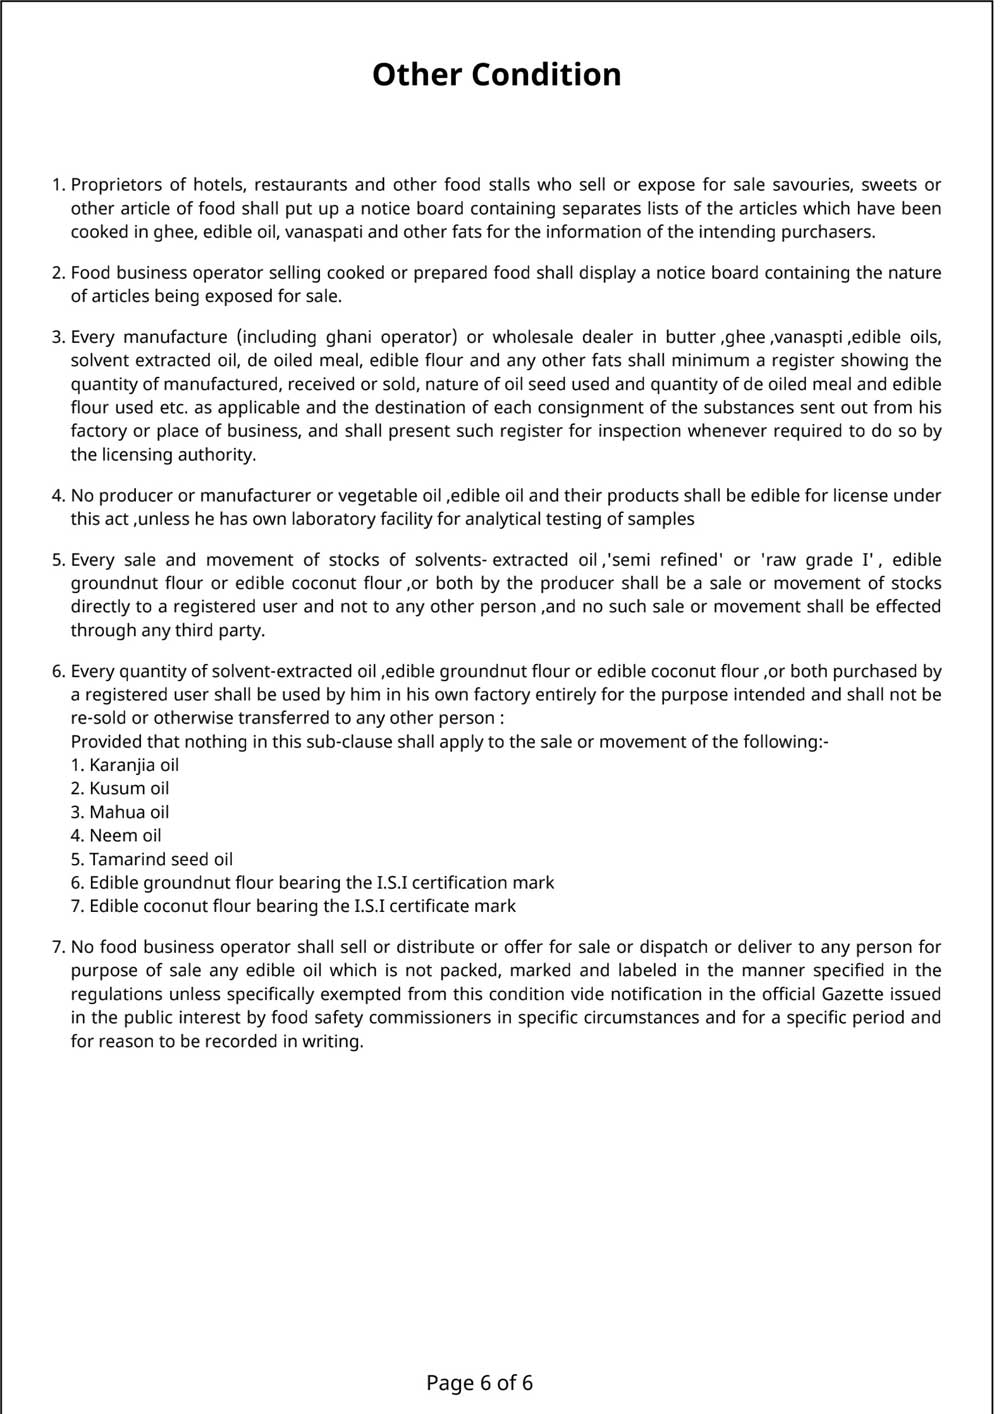 Other Condition
1. Proprietors of hotels, restaurants and other food stalls who sell or expose for sale savouries, sweets or
other article of food shall put up a notice board containing separates lists of the articles which have been
cooked in ghee, edible oil, vanaspati and other fats for the information of the intending purchasers.
2. Food business operator selling cooked or prepared food shall display a notice board containing the nature
of articles being exposed for sale.
3. Every manufacture (including ghani operator) or wholesale dealer in butter ,ghee ,vanaspti ,edible oils,
solvent extracted oil, de oiled meal, edible flour and any other fats shall minimum a register showing the
quantity of manufactured, received or sold, nature of oil seed used and quantity of de oiled meal and edible
flour used etc. as applicable and the destination of each consignment of the substances sent out from his
factory or place of business, and shall present such register for inspection whenever required to do so by
the licensing authority.
4. No producer or manufacturer or vegetable oil ,edible oil and their products shall be edible for license under
this act ,unless he has own laboratory facility for analytical testing of samples
5. Every sale and movement of stocks of solvents- extracted oil ,'semi refined' or 'raw grade I' , edible
groundnut flour or edible coconut flour ,or both by the producer shall be a sale or movement of stocks
directly to a registered user and not to any other person ,and no such sale or movement shall be effected
through any third party.
6. Every quantity of solvent-extracted oil ,edible groundnut flour or edible coconut flour ,or both purchased by
a registered user shall be used by him in his own factory entirely for the purpose intended and shall not be
re-sold or otherwise transferred to any other person :
Provided that nothing in this sub-clause shall apply to the sale or movement of the following:-
1. Karanjia oil
2. Kusum oil
3. Mahua oil
4. Neem oil
5. Tamarind seed oil
6. Edible groundnut flour bearing the I.S.I certification mark
7. Edible coconut flour bearing the I.S.I certificate mark
7. No food business operator shall sell or distribute or offer for sale or dispatch or deliver to any person for
purpose of sale any edible oil which is not packed, marked and labeled in the manner specified in the
regulations unless specifically exempted from this condition vide notification in the official Gazette issued
in the public interest by food safety commissioners in specific circumstances and for a specific period and
for reason to be recorded in writing.
Page 6 of 6